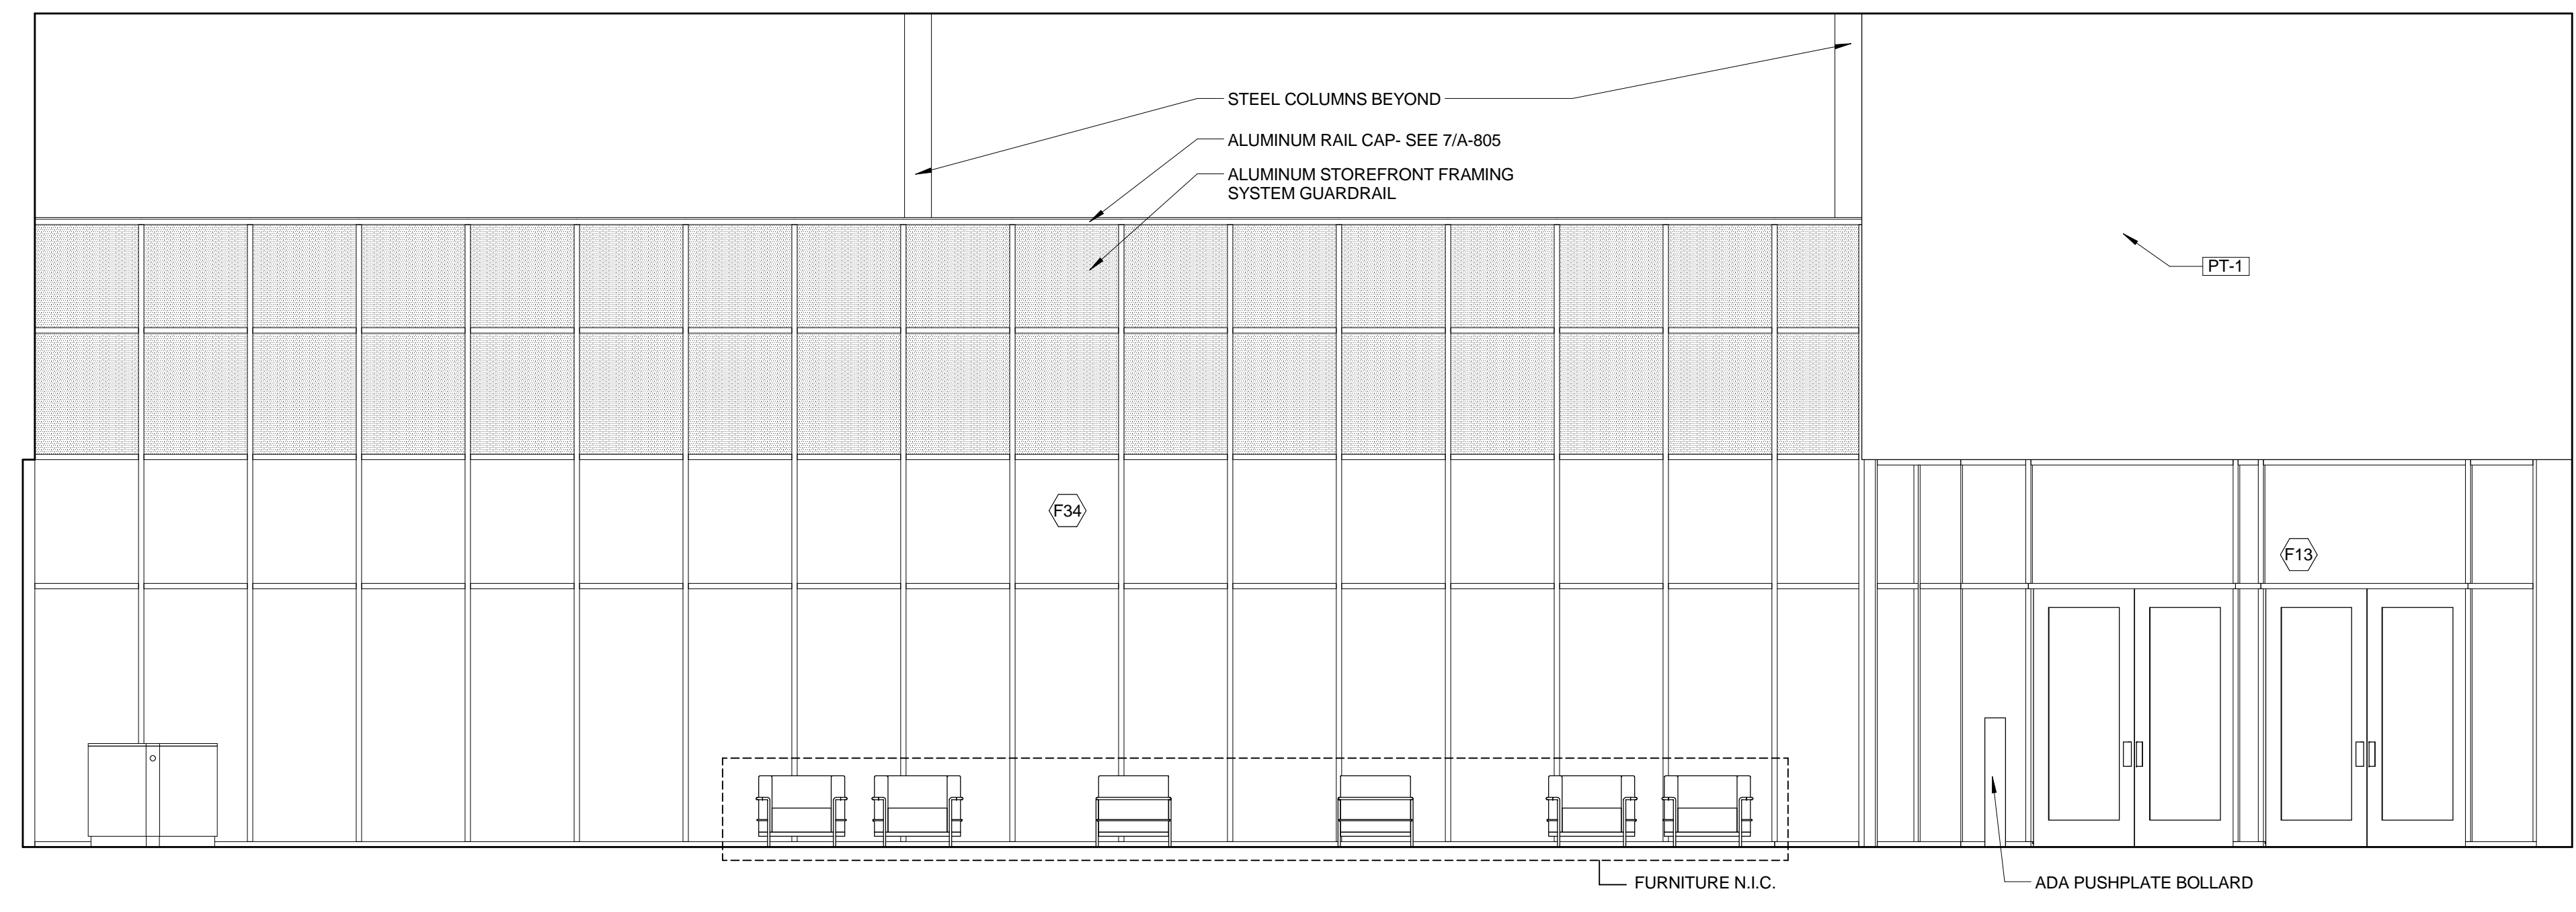 STEEL COLUMNS BEYOND
ALUMINUM RAIL CAP- SEE 7/A-805
ALUMINUM STOREFRONT FRAMING
SYSTEM GUARDRAIL
PT-1
F34
F13
FURNITURE N.I.C.
ADA PUSHPLATE BOLLARD